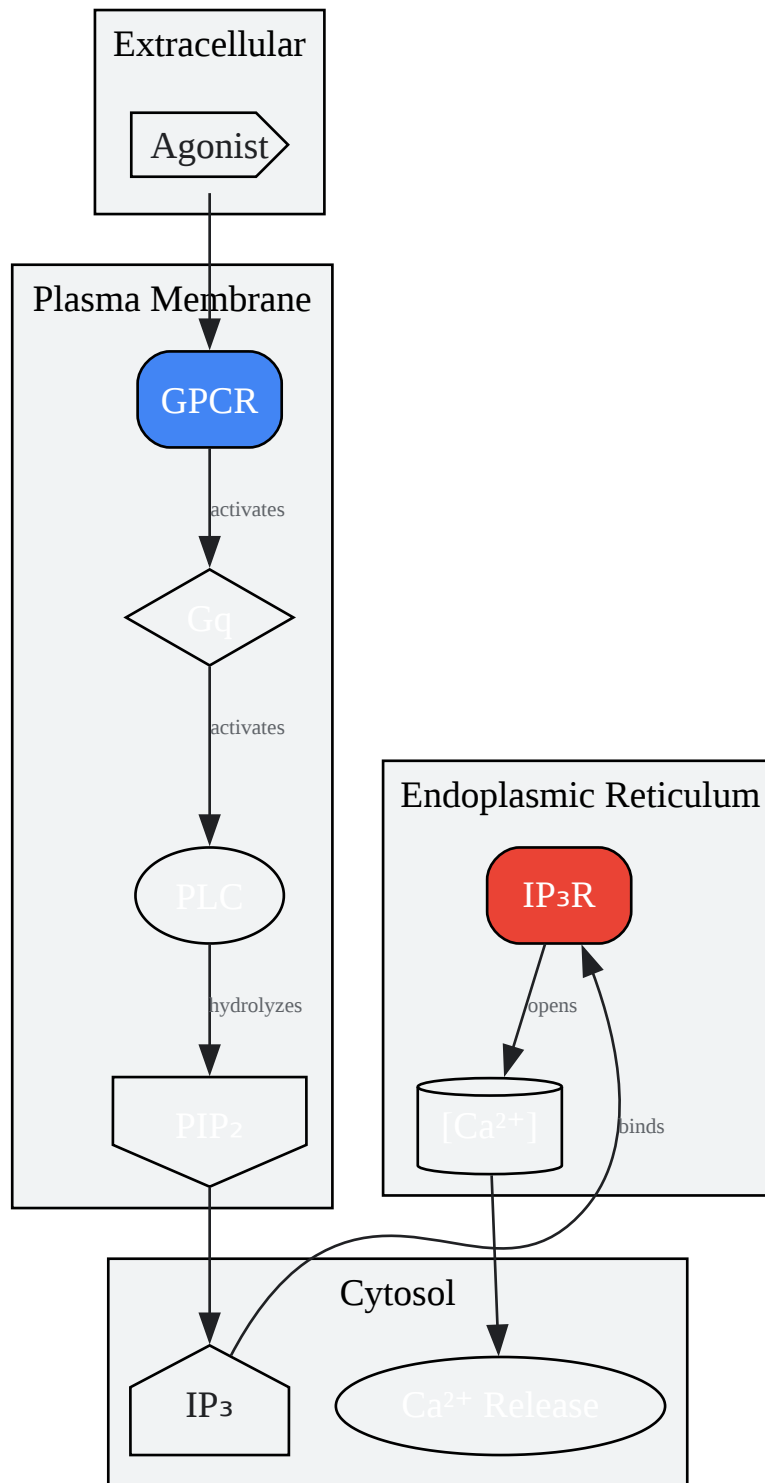 Extracellular
Agonist
Plasma Membrane
GPCR
activates
Gq
activates
PLC
hydrolyzes
PIP₂
Endoplasmic Reticulum
IP₃R
opens
[Ca²⁺]
binds
Cytosol
IP₃
Ca²⁺ Release